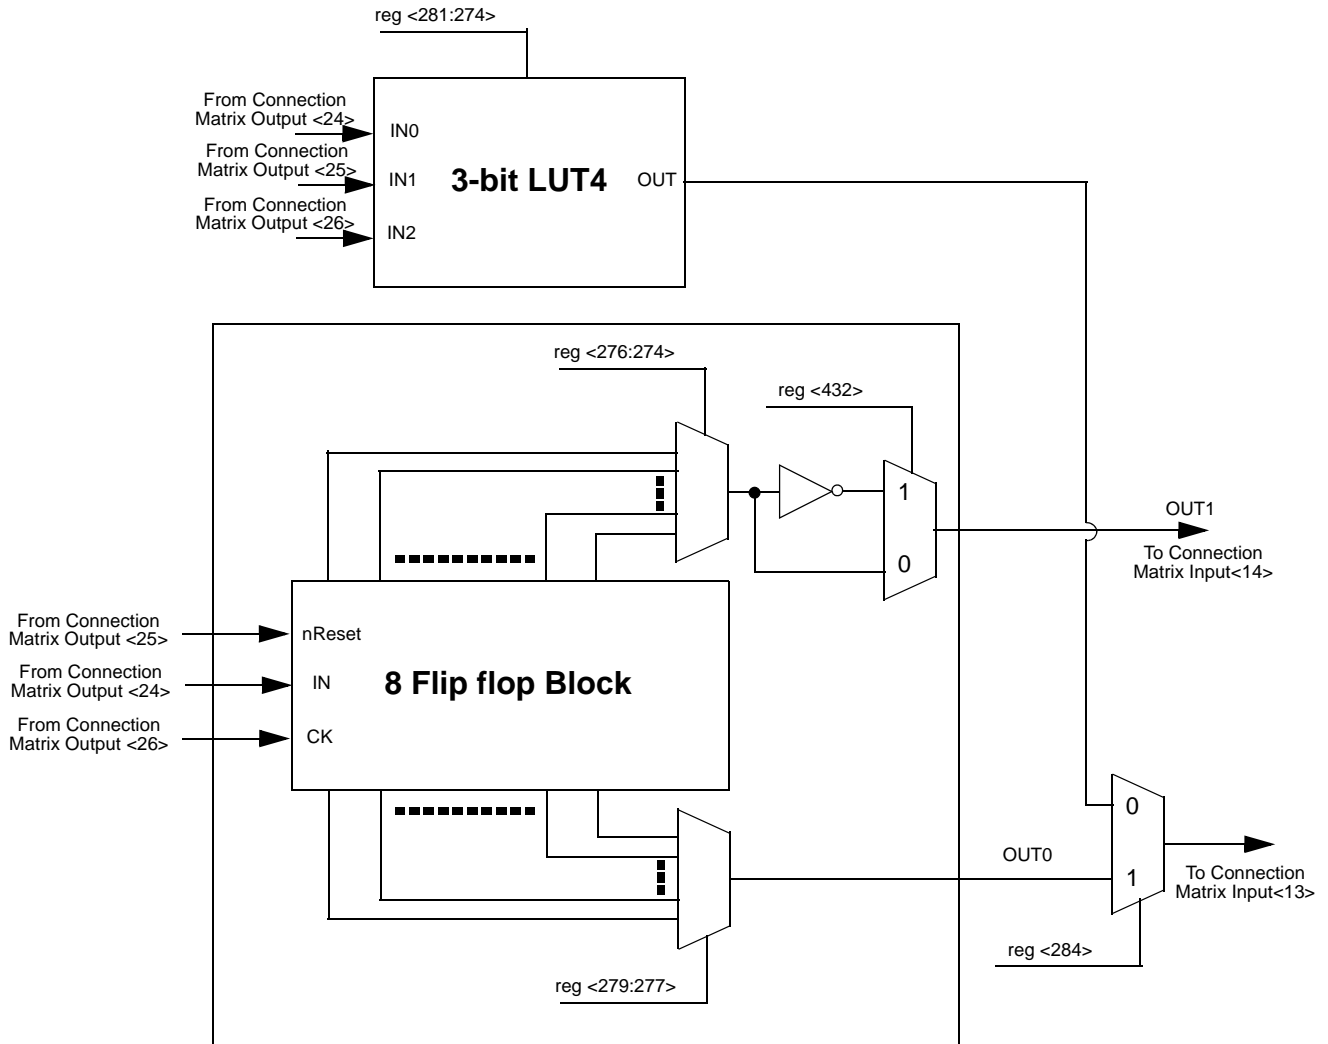 reg <281:274>
From Connection
Matrix Output <24>
IN0
From Connection
Matrix Output <25>
IN1
3-bit LUT4
OUT
From Connection
Matrix Output <26>
IN2
reg <276:274>
reg <432>
1
OUT1
To Connection
Matrix Input<14>
0
From Connection
Matrix Output <25>
nReset
From Connection
Matrix Output <24>
IN
8 Flip flop Block
From Connection
Matrix Output <26>
CK
0
OUT0
1
To Connection
Matrix Input<13>
reg <284>
reg <279:277>